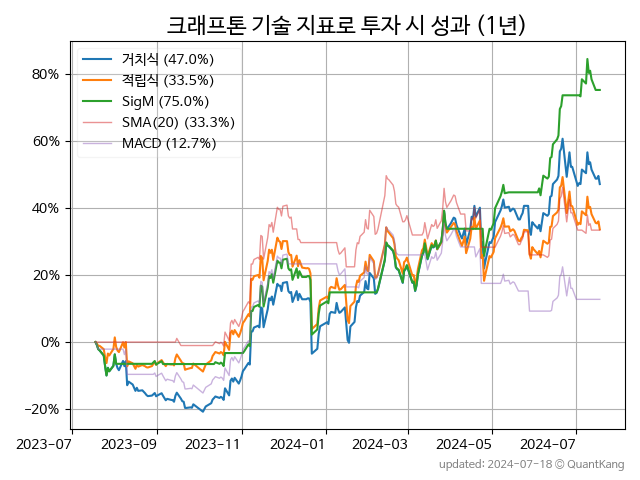 크래프톤 기술 지표로 투자 시 성과 (1년)
거치식 (47.0%)
적립식 (33.5%)
SigM (75.0%)
SMA(20) (33.3%)
MACD (12.7%)
80%
60%
40%
20%
0%
−20%
2023−07 2023−09 2023−11 2024−01 2024−03 2024−05 2024−07
updated: 2024-07-18 © QuantKang